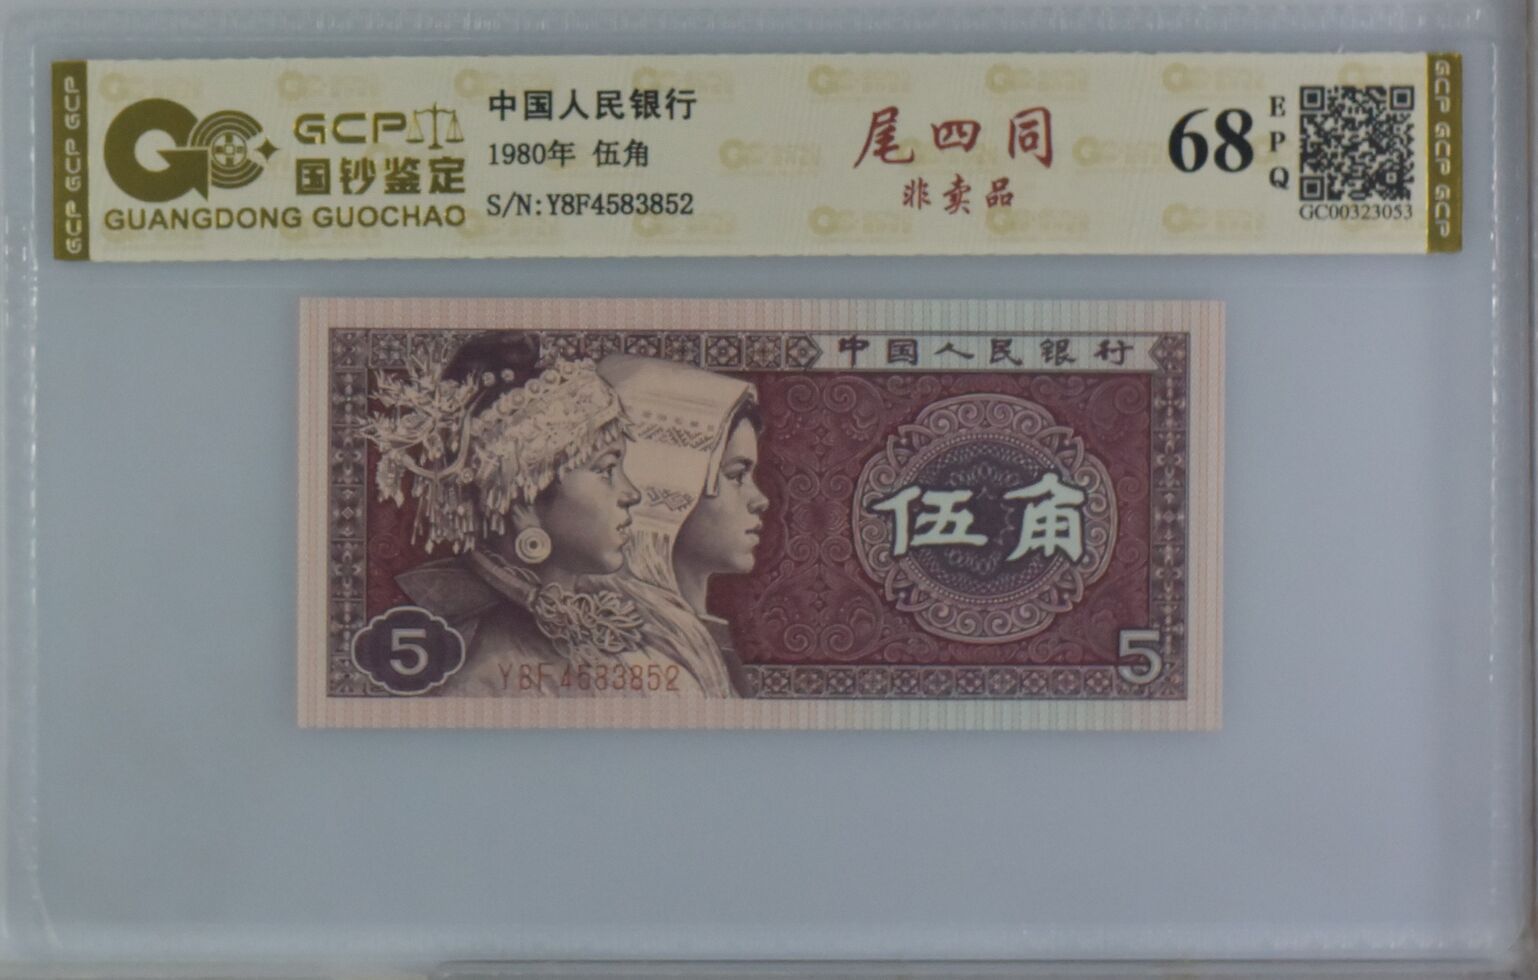 GCP GCP GCP
GCP
国钞鉴定
GUANGDONG GUOCHAO
中国人民银行
1980年 伍角
S/N:Y8F4583852
尾四同
非卖品
68
EPQ
GC00323053
GCP GCP GCP
中国人民银行
伍角
5
Y8F4583852
5